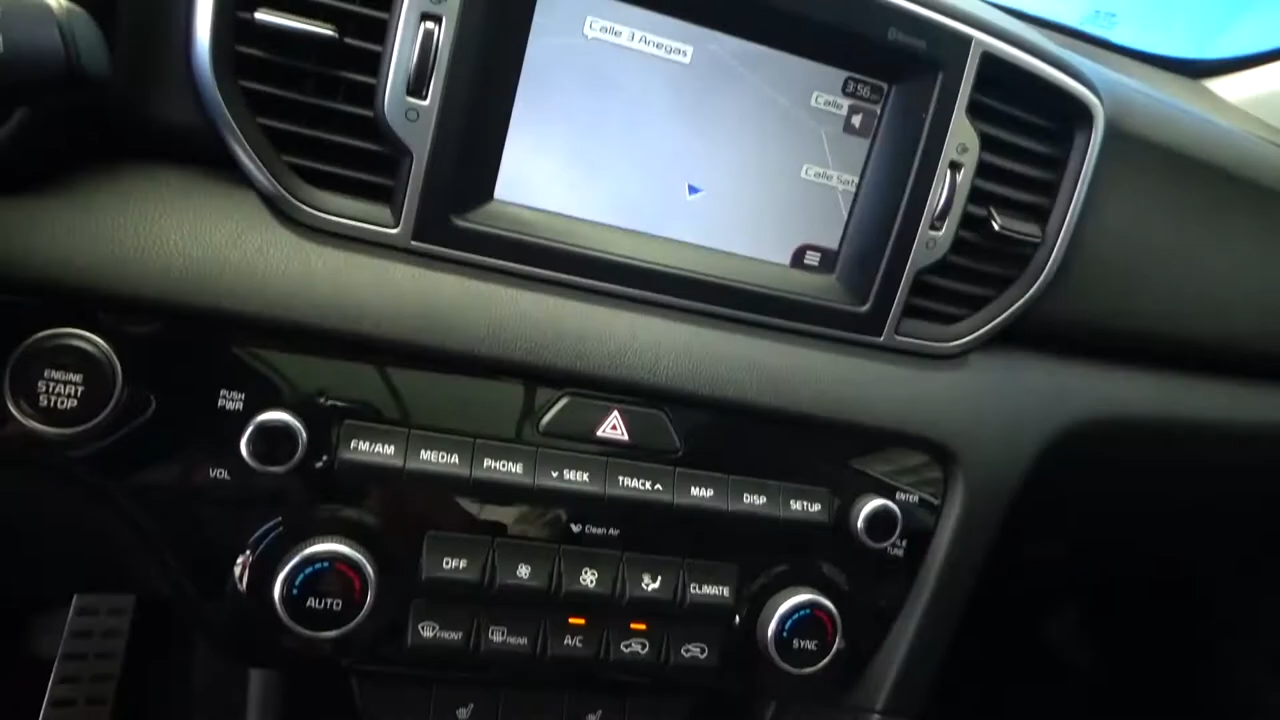 Calle 3 Anegas
3:56
Calle
Calle Sat
ENGINE
START
STOP
PUSH
PWR
VOL
FM/AM
MEDIA
PHONE
SEEK
TRACK
MAP
DISP
SETUP
ENTER
TUNE
Clean Air
OFF
CLIMATE
AUTO
FRONT
REAR
A/C
SYNC